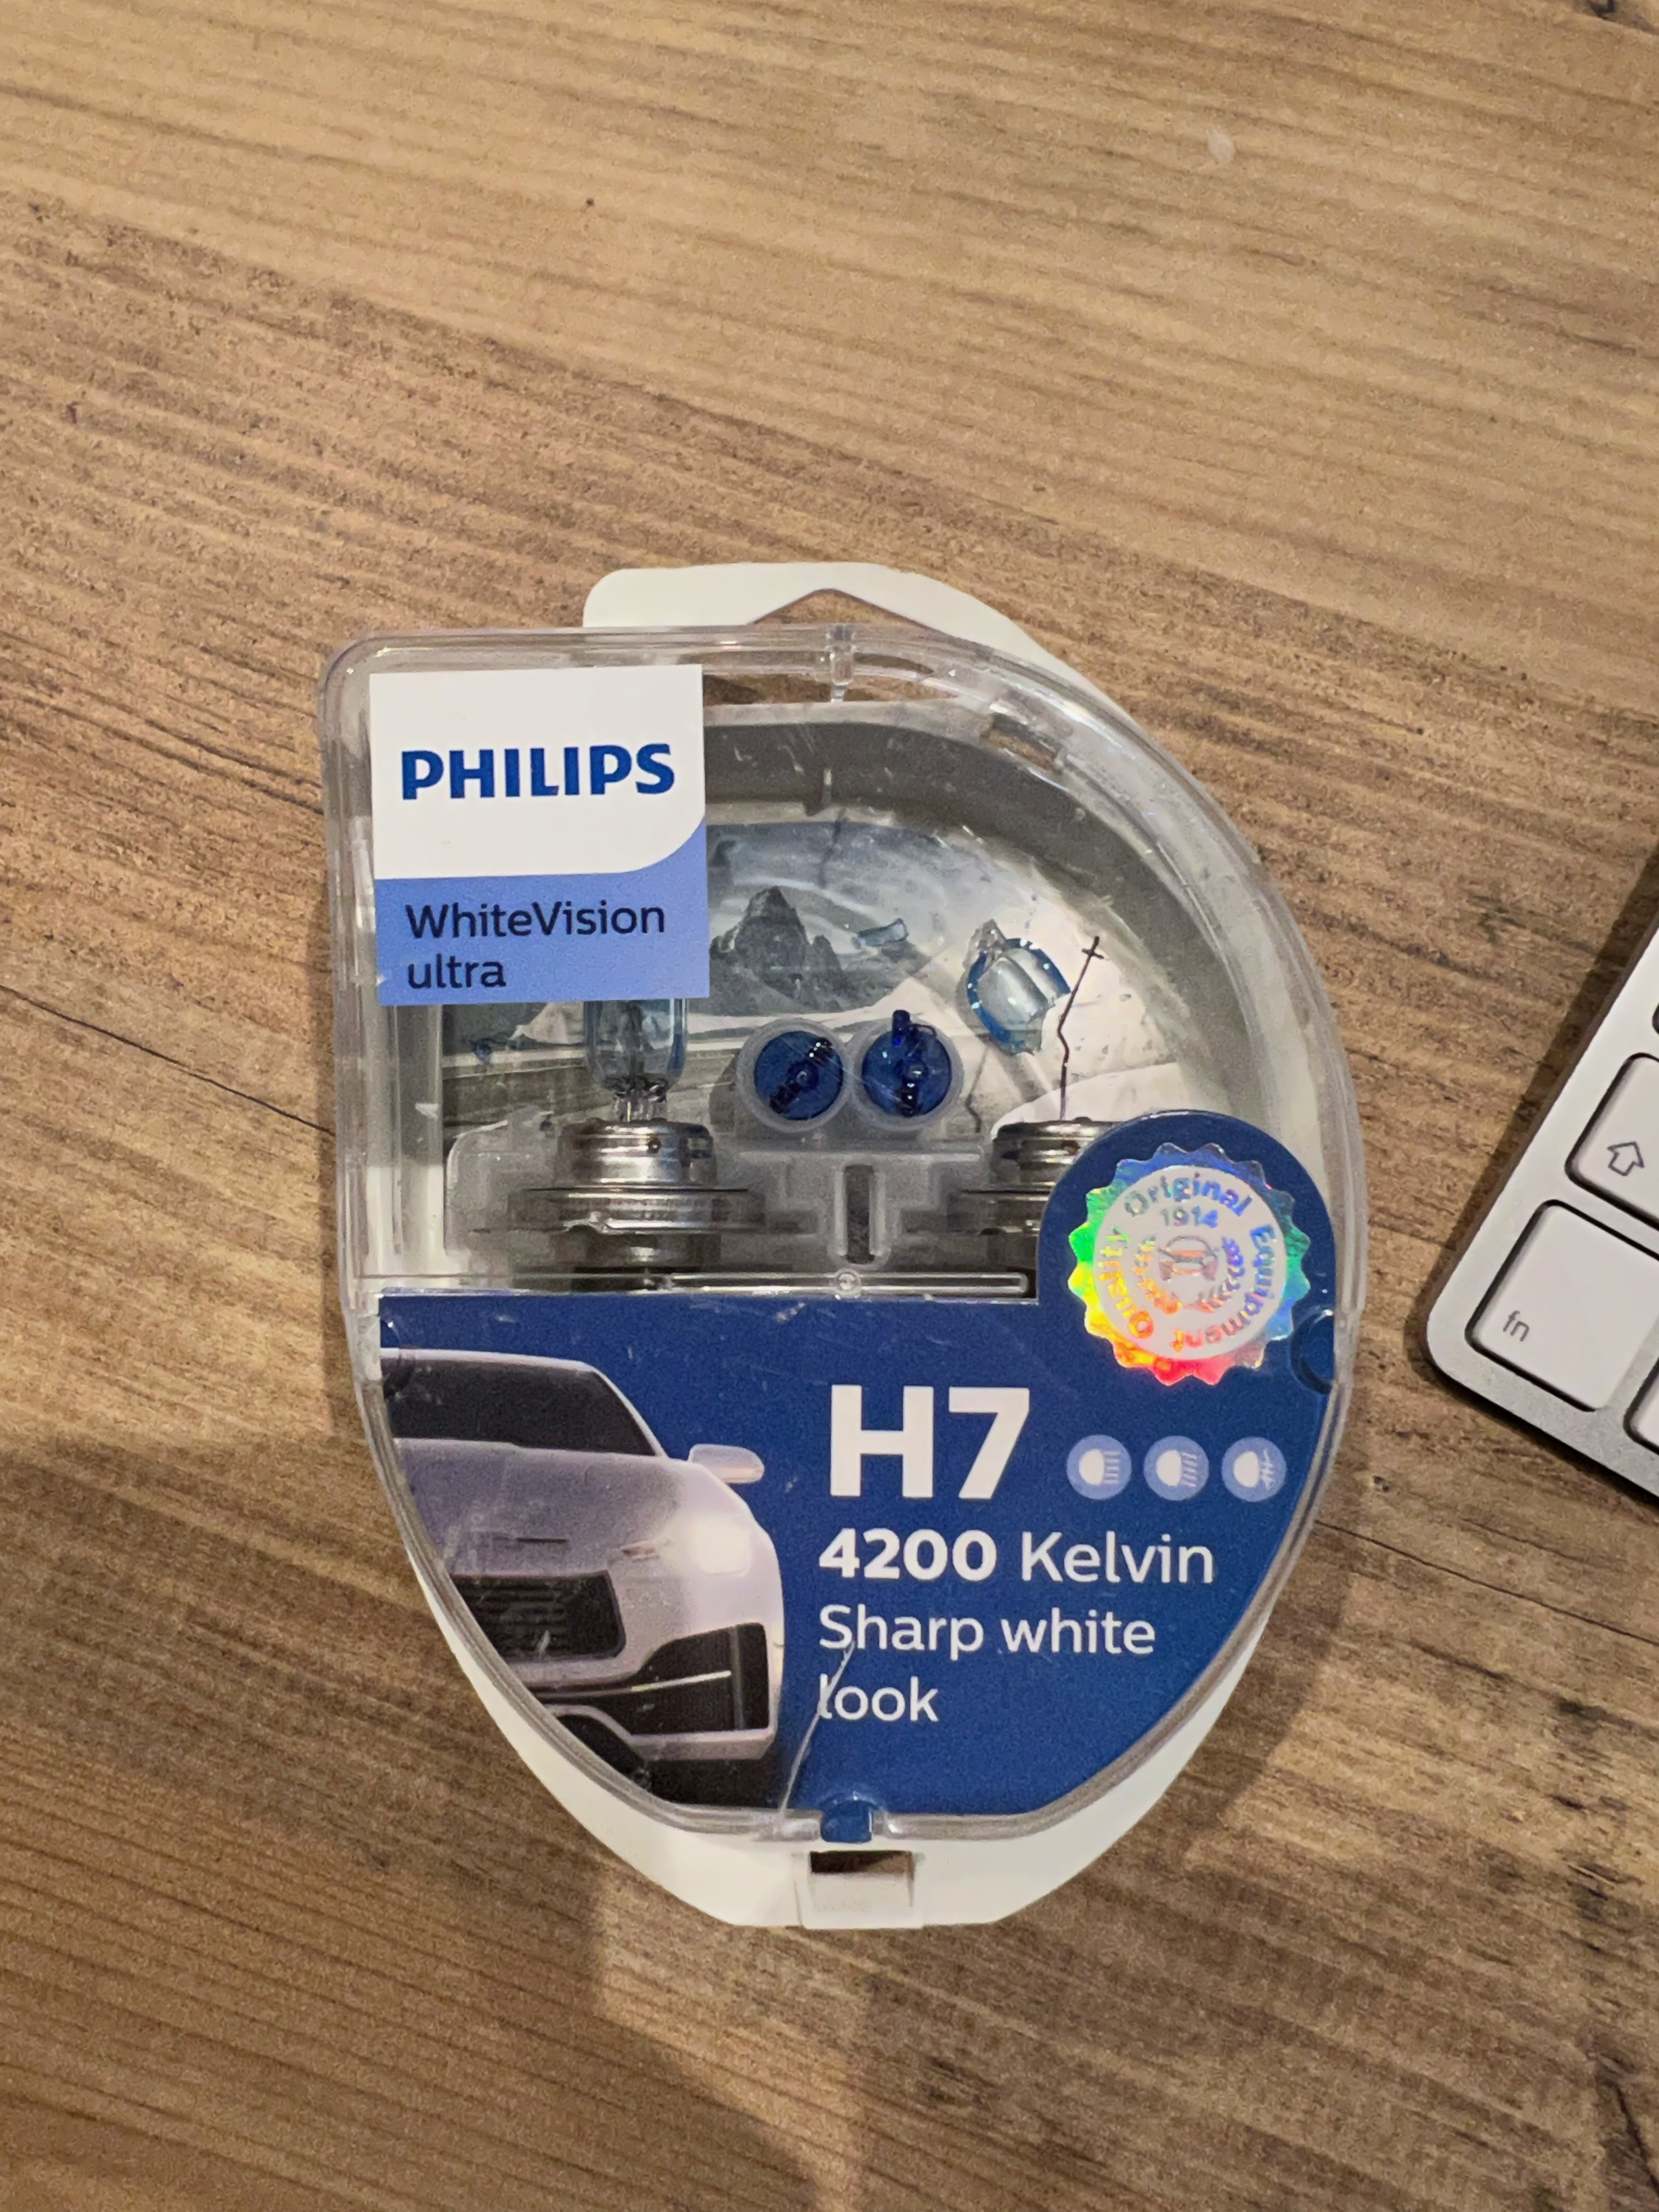 PHILIPS
WhiteVision
ultra
Quality Original Equipment
1914
H7
4200 Kelvin
Sharp white
look
fn